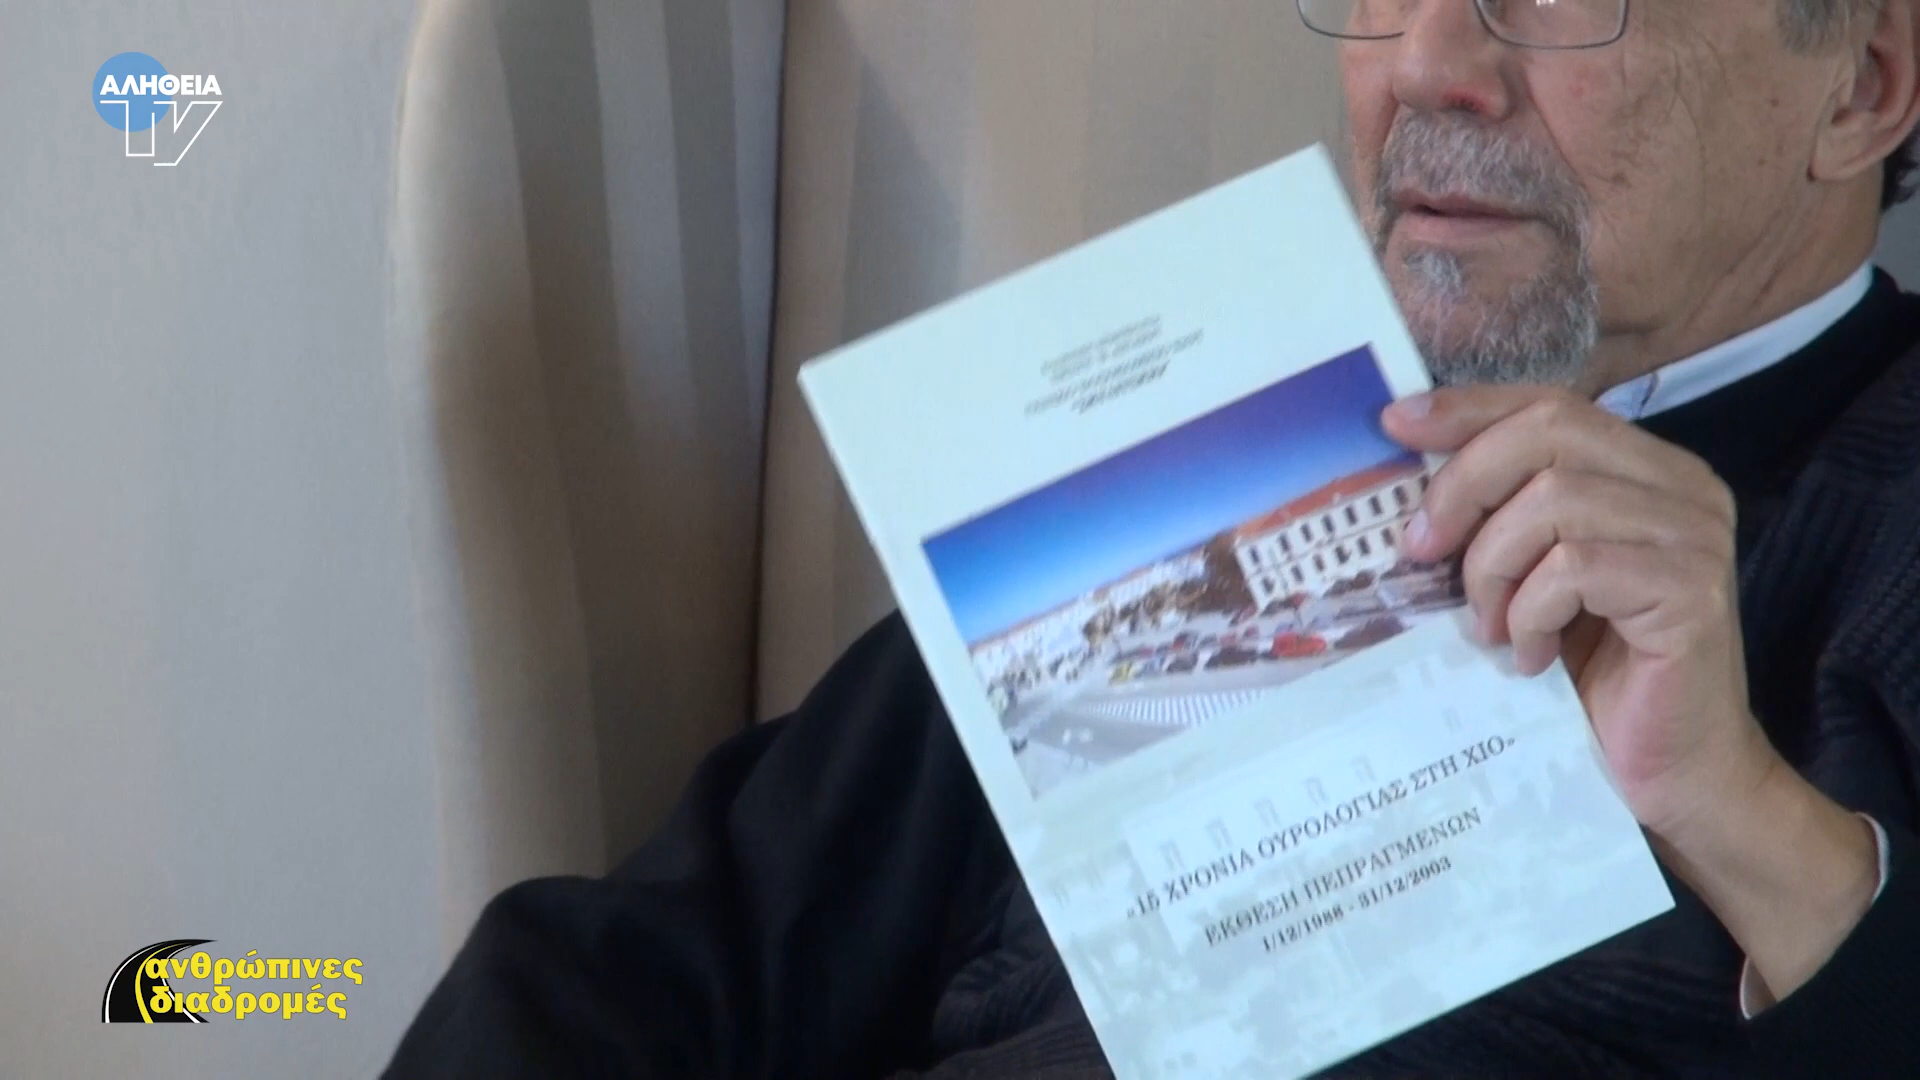 ΑΛΗΘΕΙΑ
TV
«15 ΧΡΟΝΙΑ ΟΥΡΟΛΟΓΙΑΣ ΣΤΗ ΧΙΟ»
ΕΚΘΕΣΗ ΠΕΠΡΑΓΜΕΝΩΝ
1/12/1988 - 31/12/2003
ανθρώπινες
διαδρομές